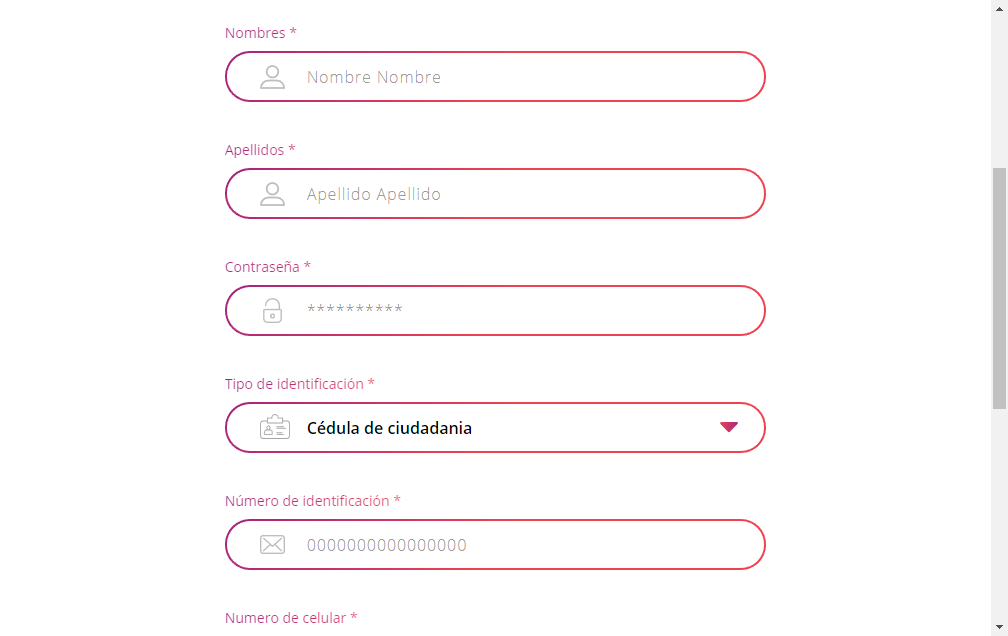 Nombres *
Nombre Nombre
Apellidos *
Apellido Apellido
Contraseña *
**********
Tipo de identificación *
Cédula de ciudadania
Número de identificación *
0000000000000000
Numero de celular *